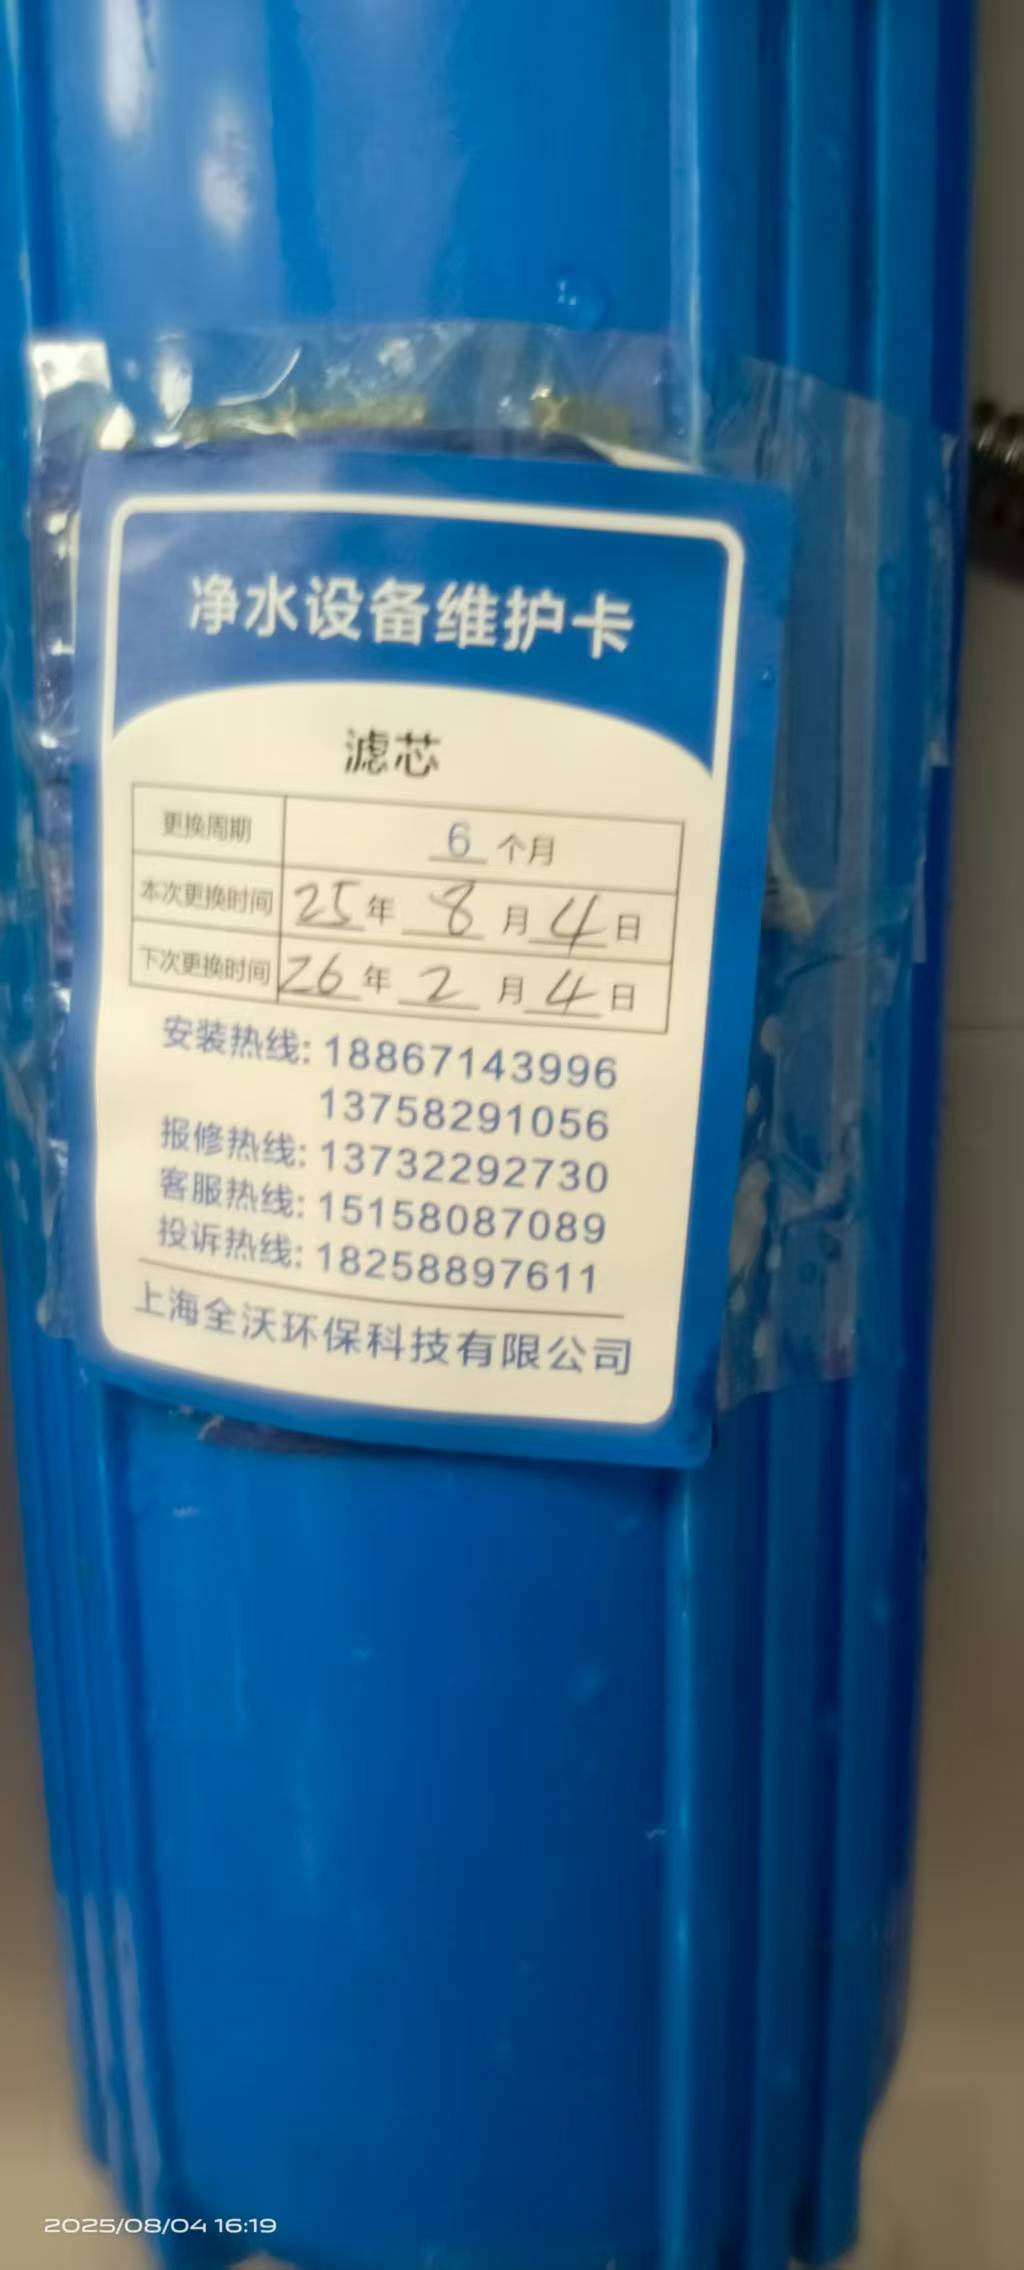 净水设备维护卡
滤芯
更换周期 6 个月
本次更换时间 25 年 8 月 4 日
下次更换时间 26 年 2 月 4 日
安装热线: 18867143996
13758291056
报修热线: 13732292730
客服热线: 15158087089
投诉热线: 18258897611
上海全沃环保科技有限公司
2025/08/04 16:19